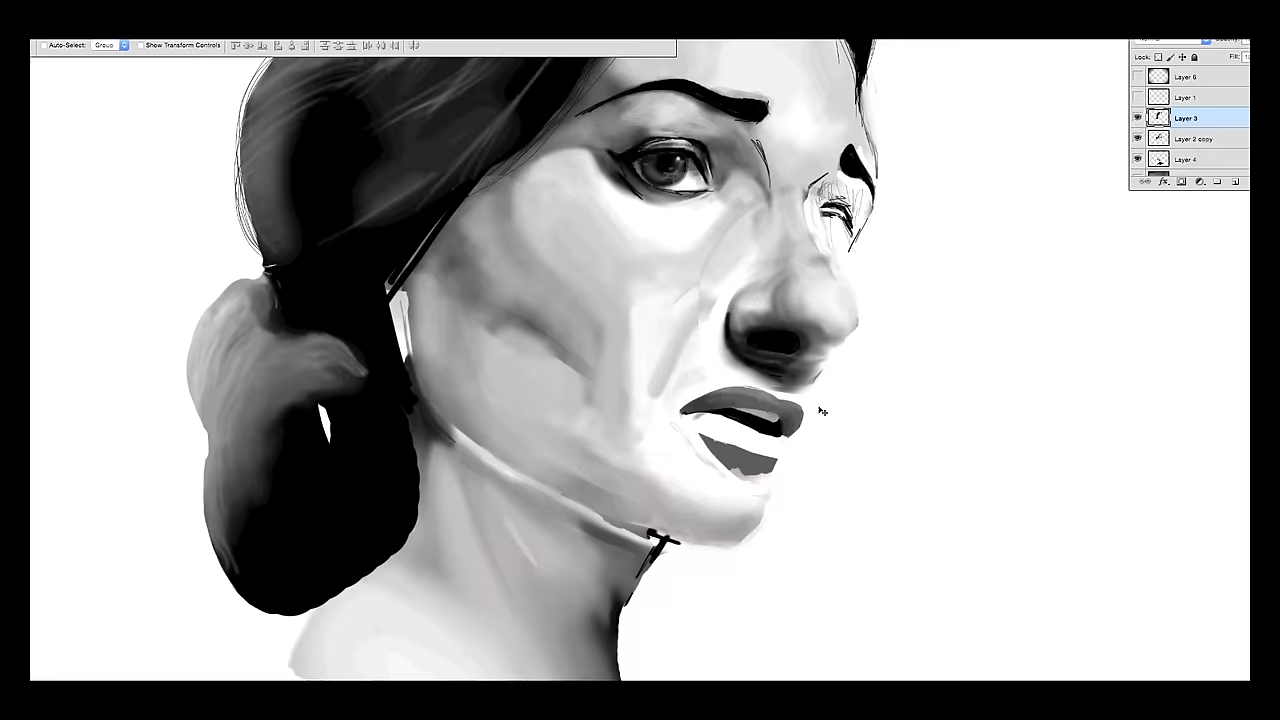 Auto-Select: Group Show Transform Controls
Lock: Fill:
Layer 6
Layer 1
Layer 3
Layer 2 copy
Layer 4
fx